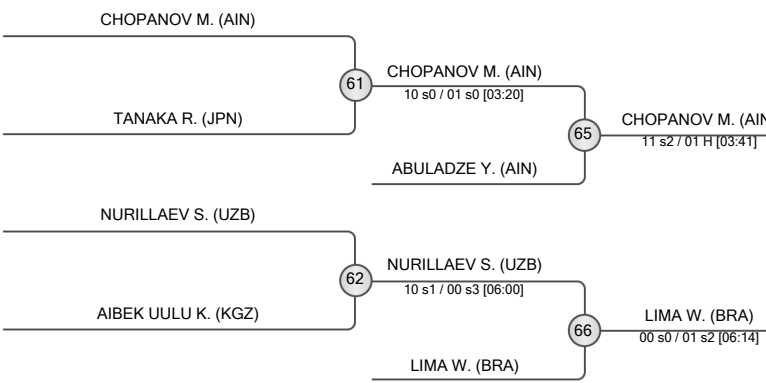 CHOPANOV M. (AIN)
61
CHOPANOV M. (AIN)
10 s0 / 01 s0 [03:20]
TANAKA R. (JPN)
65
CHOPANOV M. (AIN
11 s2 / 01 H [03:41]
ABULADZE Y. (AIN)
NURILLAEV S. (UZB)
62
NURILLAEV S. (UZB)
10 s1 / 00 s3 [06:00]
AIBEK UULU K. (KGZ)
66
LIMA W. (BRA)
00 s0 / 01 s2 [06:14]
LIMA W. (BRA)